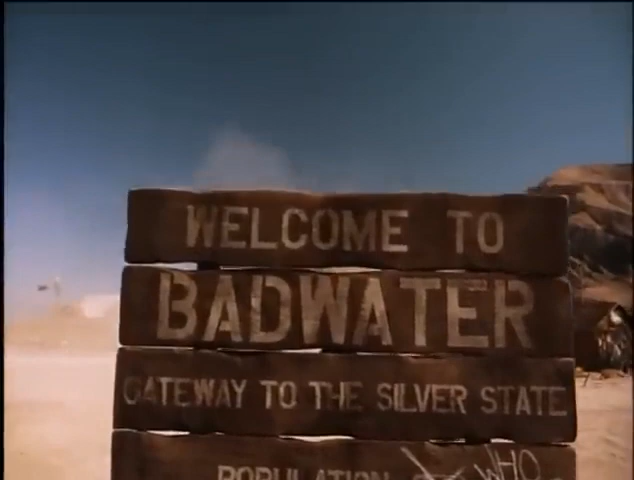 WELCOME TO
BADWATER
GATEWAY TO THE SILVER STATE
POPULATION WHO